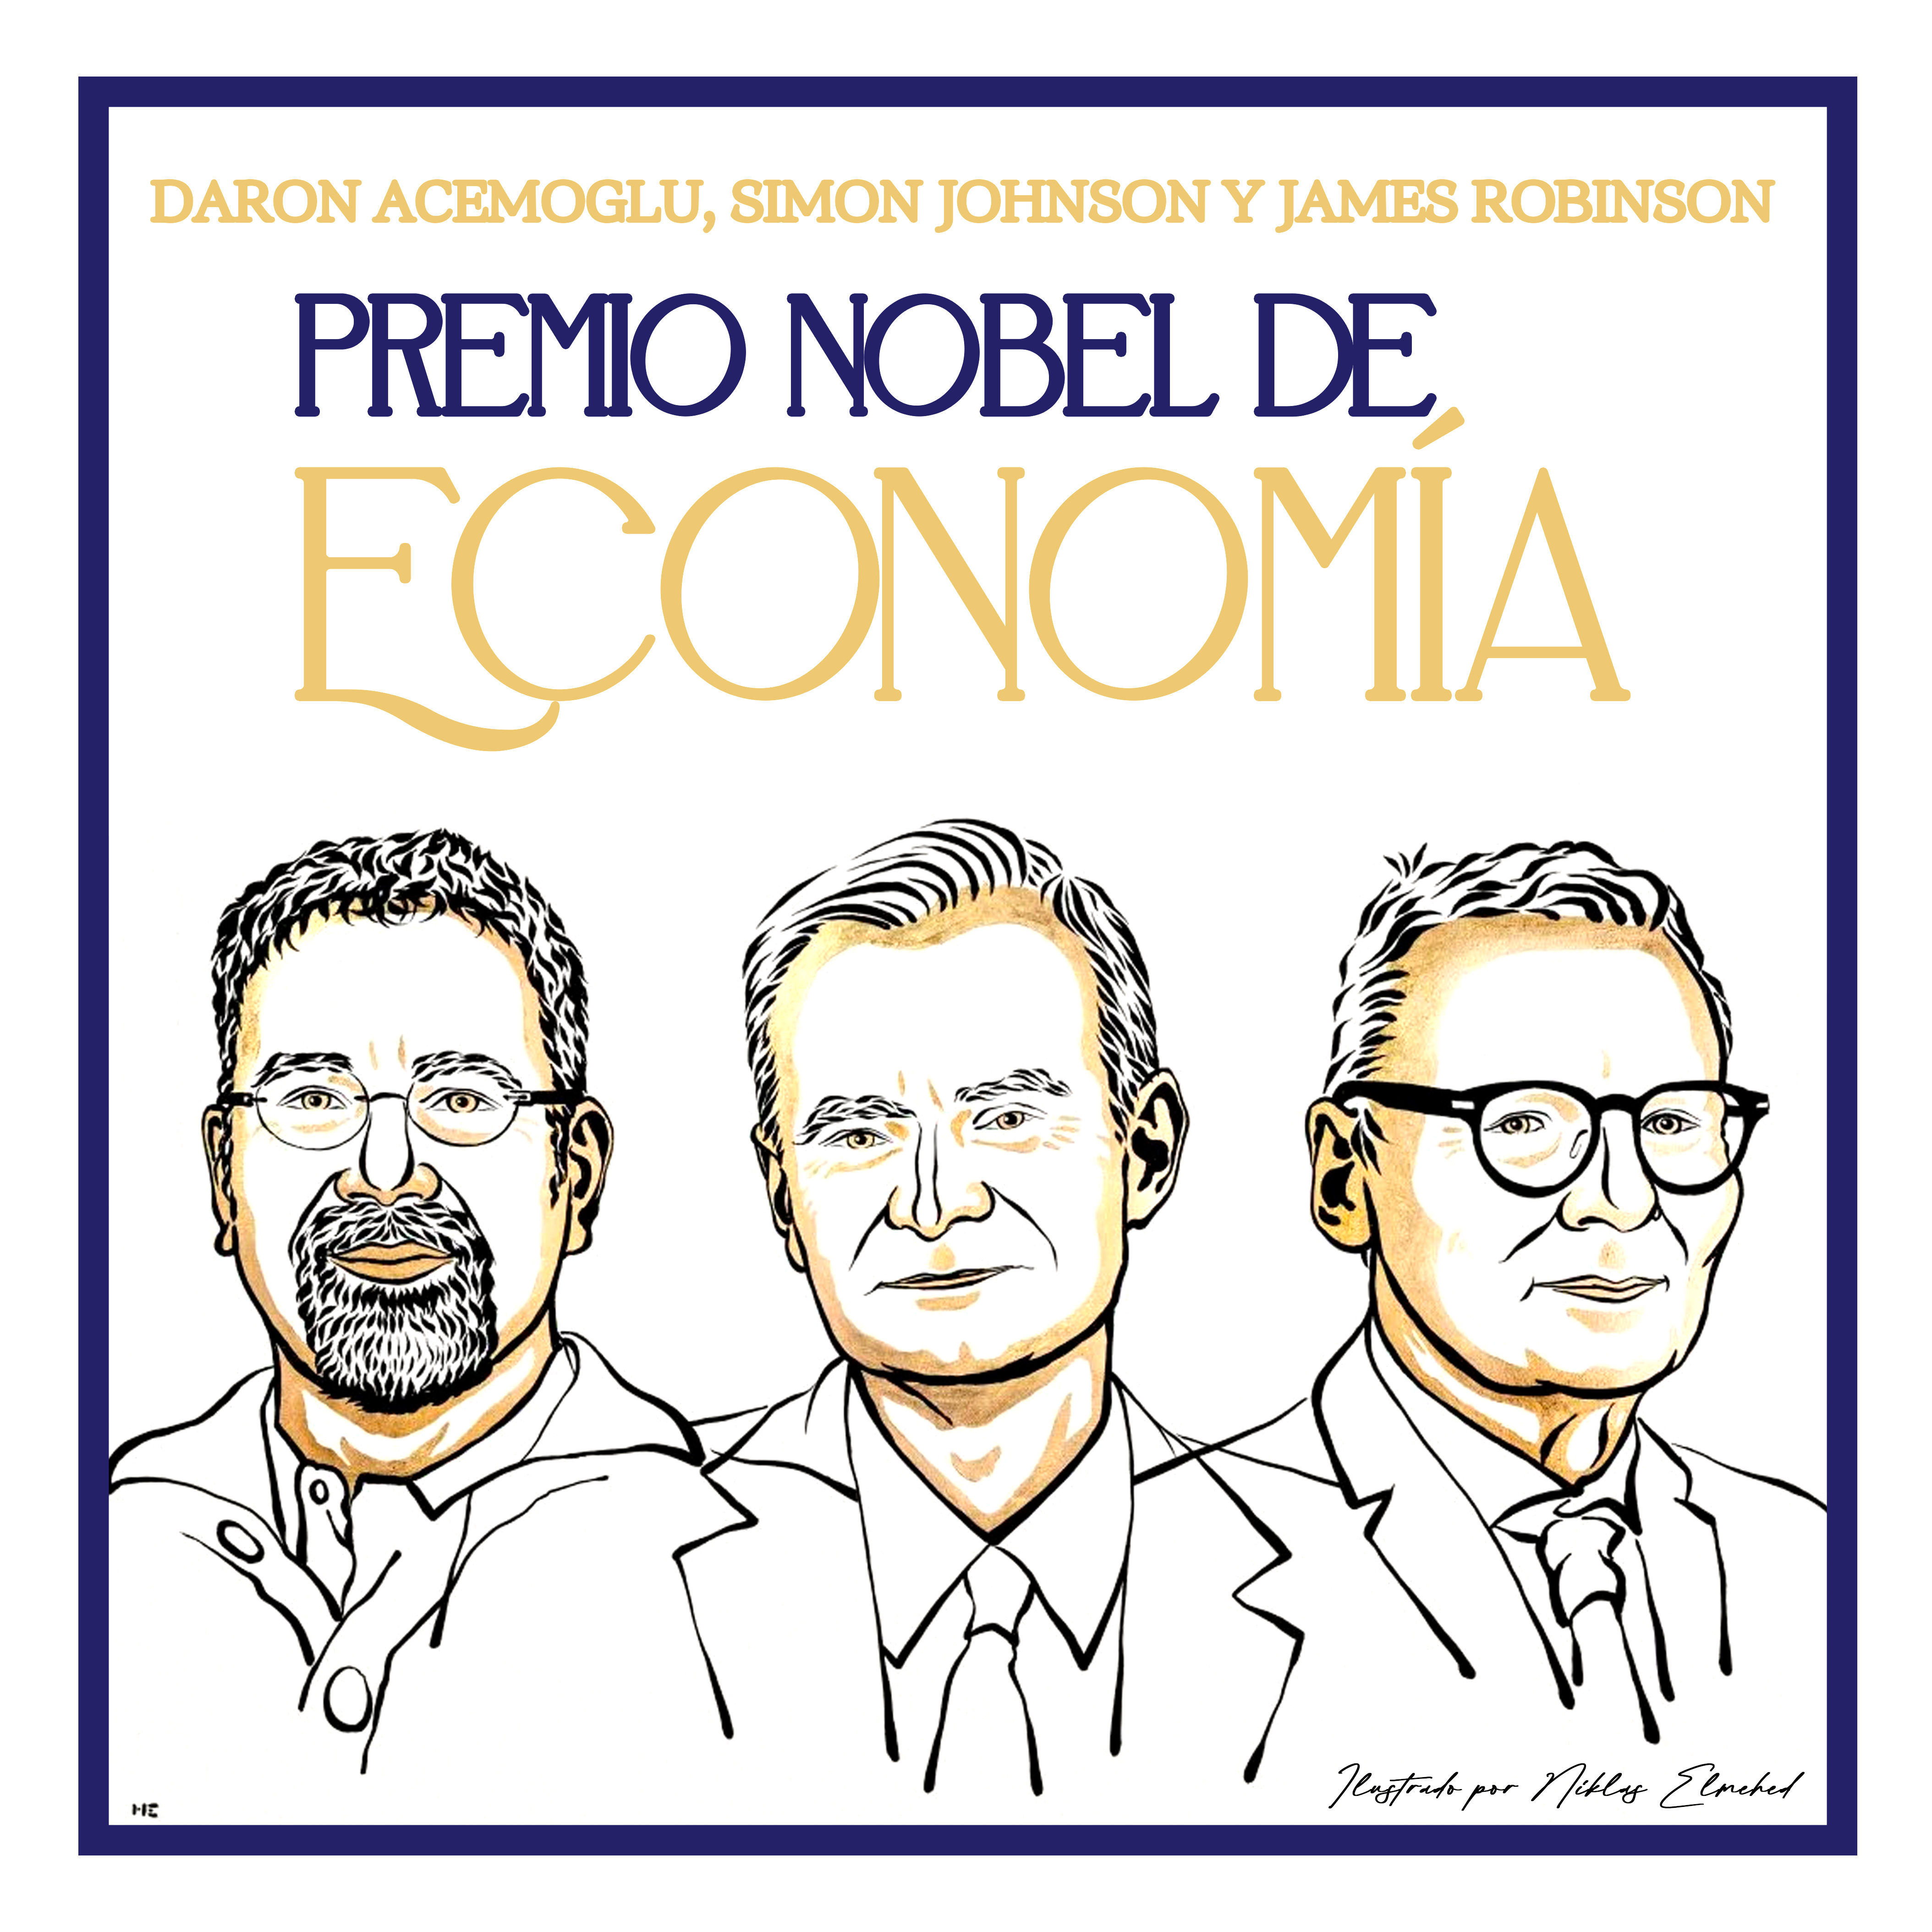 DARON ACEMOGLU, SIMON JOHNSON Y JAMES ROBINSON
PREMIO NOBEL DE
ECONOMÍA
Ilustrado por Niklas Elmehed